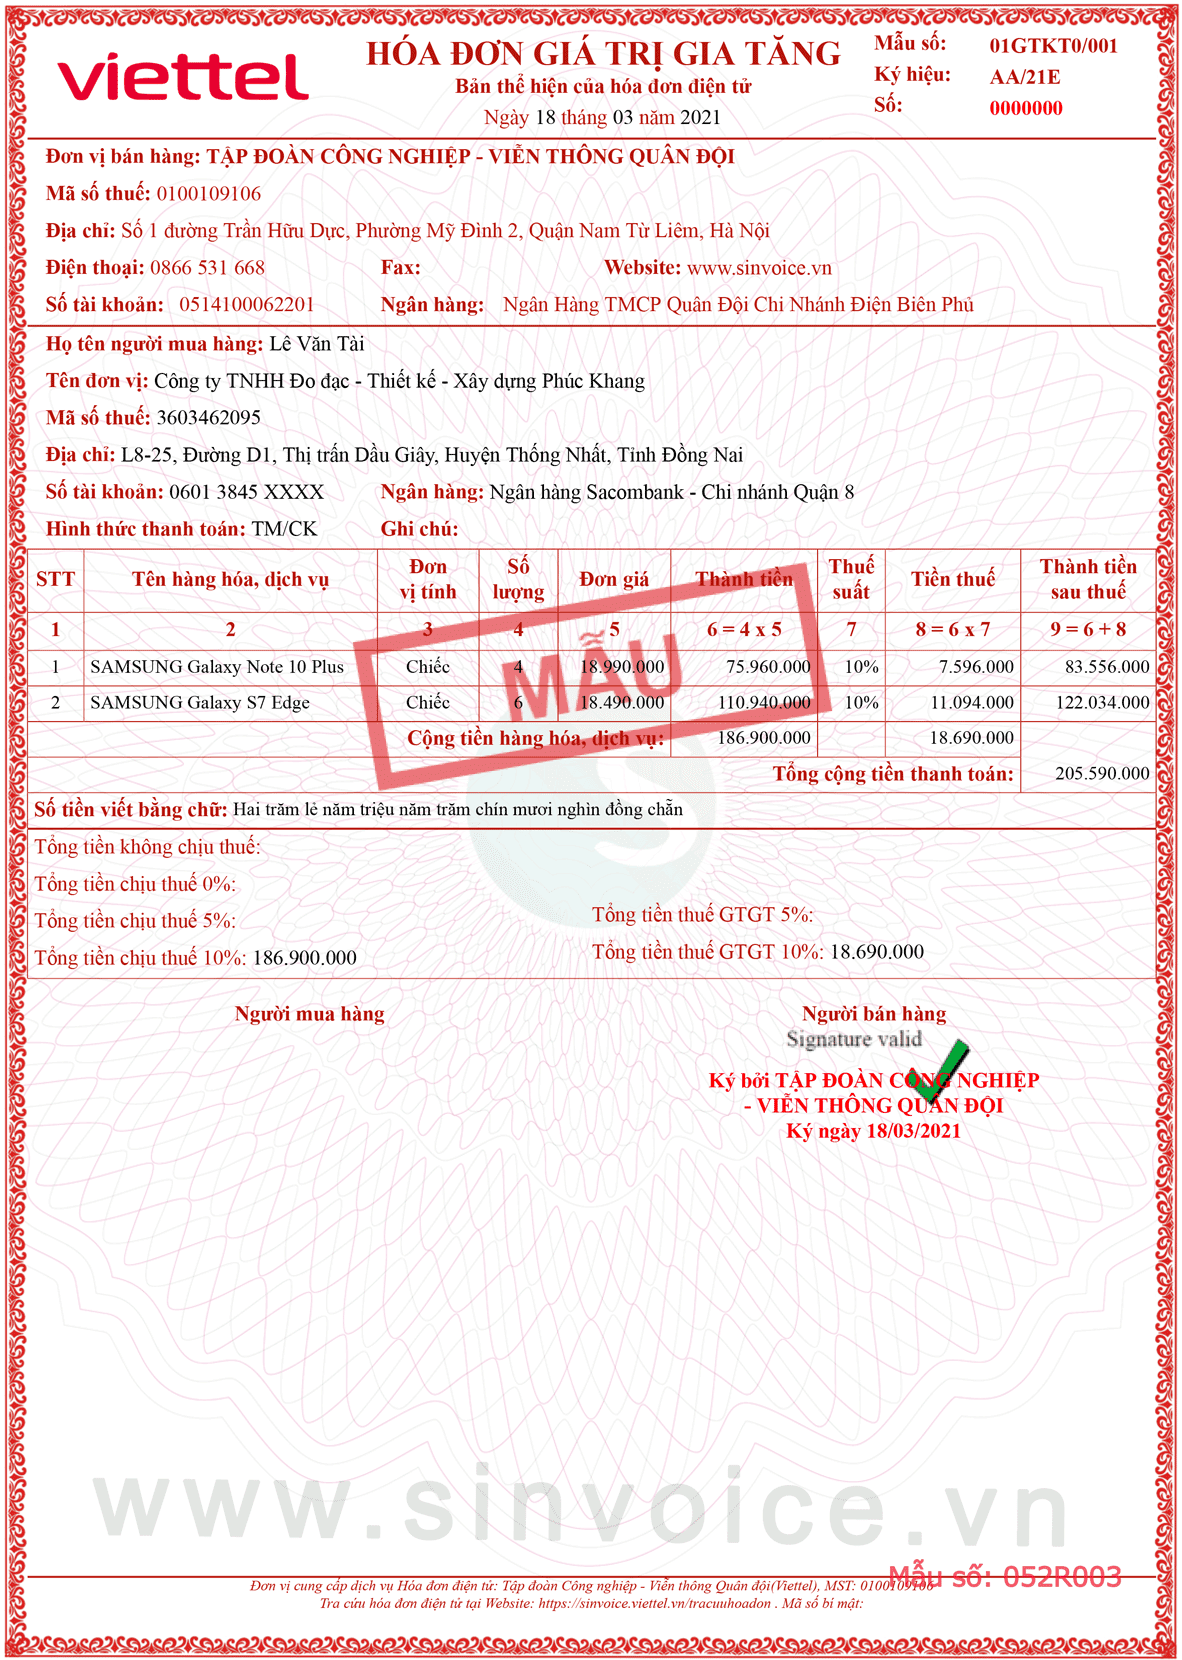 viettel
HÓA ĐƠN GIÁ TRỊ GIA TĂNG
Bản thể hiện của hóa đơn điện tử
Ngày 18 tháng 03 năm 2021
Mẫu số: 01GTKT0/001
Ký hiệu: AA/21E
Số: 0000000
Đơn vị bán hàng: TẬP ĐOÀN CÔNG NGHIỆP - VIỄN THÔNG QUÂN ĐỘI
Mã số thuế: 0100109106
Địa chỉ: Số 1 đường Trần Hữu Dực, Phường Mỹ Đình 2, Quận Nam Từ Liêm, Hà Nội
Điện thoại: 0866 531 668 Fax: Website: www.sinvoice.vn
Số tài khoản: 0514100062201 Ngân hàng: Ngân Hàng TMCP Quân Đội Chi Nhánh Điện Biên Phủ
Họ tên người mua hàng: Lê Văn Tài
Tên đơn vị: Công ty TNHH Đo đạc - Thiết kế - Xây dựng Phúc Khang
Mã số thuế: 3603462095
Địa chỉ: L8-25, Đường D1, Thị trấn Dầu Giây, Huyện Thống Nhất, Tỉnh Đồng Nai
Số tài khoản: 0601 3845 XXXX Ngân hàng: Ngân hàng Sacombank - Chi nhánh Quận 8
Hình thức thanh toán: TM/CK Ghi chú:
STT Tên hàng hóa, dịch vụ Đơn vị tính Số lượng Đơn giá Thành tiền Thuế suất Tiền thuế Thành tiền sau thuế
1 2 3 4 5 6 = 4 x 5 7 8 = 6 x 7 9 = 6 + 8
1 SAMSUNG Galaxy Note 10 Plus Chiếc 4 18.990.000 75.960.000 10% 7.596.000 83.556.000
2 SAMSUNG Galaxy S7 Edge Chiếc 6 18.490.000 110.940.000 10% 11.094.000 122.034.000
MẪU
Cộng tiền hàng hóa, dịch vụ: 186.900.000 18.690.000
Tổng cộng tiền thanh toán: 205.590.000
Số tiền viết bằng chữ: Hai trăm lẻ năm triệu năm trăm chín mươi nghìn đồng chẵn
Tổng tiền không chịu thuế:
Tổng tiền chịu thuế 0%:
Tổng tiền chịu thuế 5%: Tổng tiền thuế GTGT 5%:
Tổng tiền chịu thuế 10%: 186.900.000 Tổng tiền thuế GTGT 10%: 18.690.000
Người mua hàng Người bán hàng
Signature valid
Ký bởi TẬP ĐOÀN CÔNG NGHIỆP
- VIỄN THÔNG QUÂN ĐỘI
Ký ngày 18/03/2021
www.sinvoice.vn
Mẫu số: 052R003
Đơn vị cung cấp dịch vụ Hóa đơn điện tử: Tập đoàn Công nghiệp - Viễn thông Quân đội(Viettel), MST: 0100109106
Tra cứu hóa đơn điện tử tại Website: https://sinvoice.viettel.vn/tracuuhoadon . Mã số bí mật: